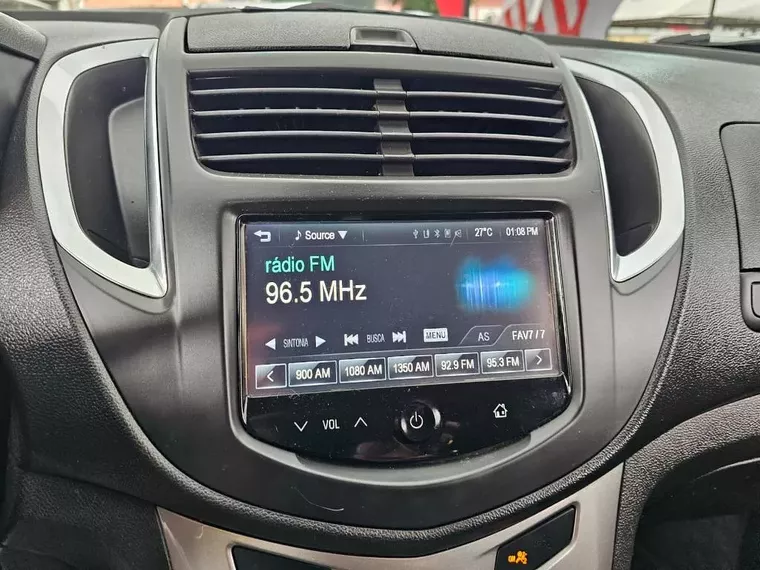 ♪ Source ▼ 27°C 01:08 PM
rádio FM
96.5 MHz
SINTONIA BUSCA MENU AS FAV7 / 7
900 AM 1080 AM 1350 AM 92.9 FM 95.3 FM
VOL